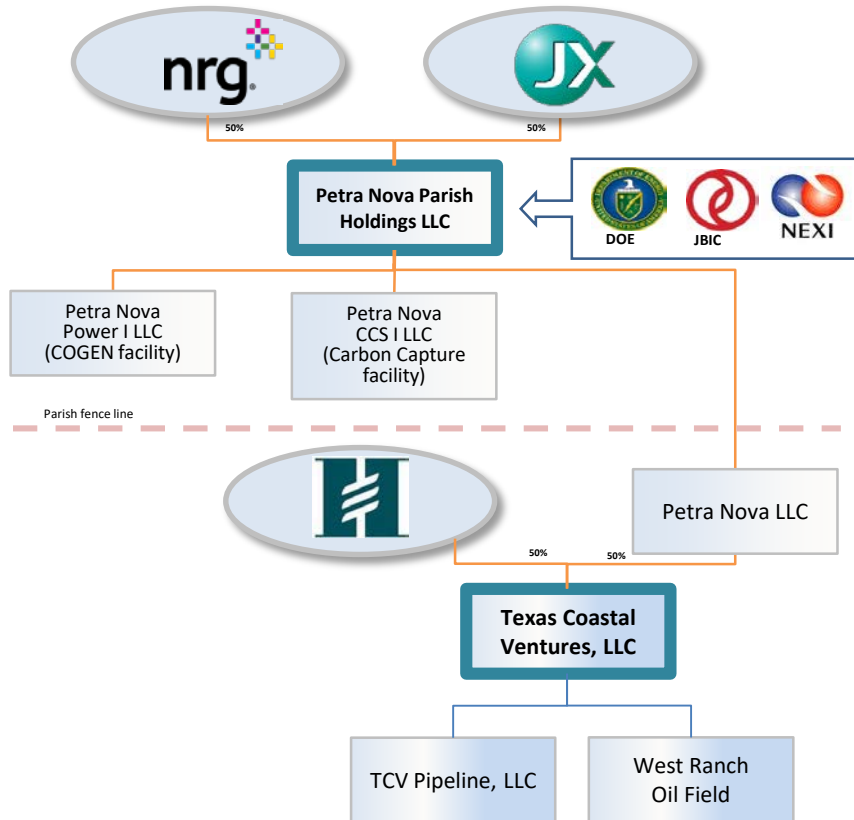 nrg.
JX
50%
50%
Petra Nova Parish
Holdings LLC
DOE
JBIC
NEXI
Petra Nova
Power I LLC
(COGEN facility)
Petra Nova
CCS I LLC
(Carbon Capture
facility)
Parish fence line
Petra Nova LLC
50%
50%
Texas Coastal
Ventures, LLC
TCV Pipeline, LLC
West Ranch
Oil Field